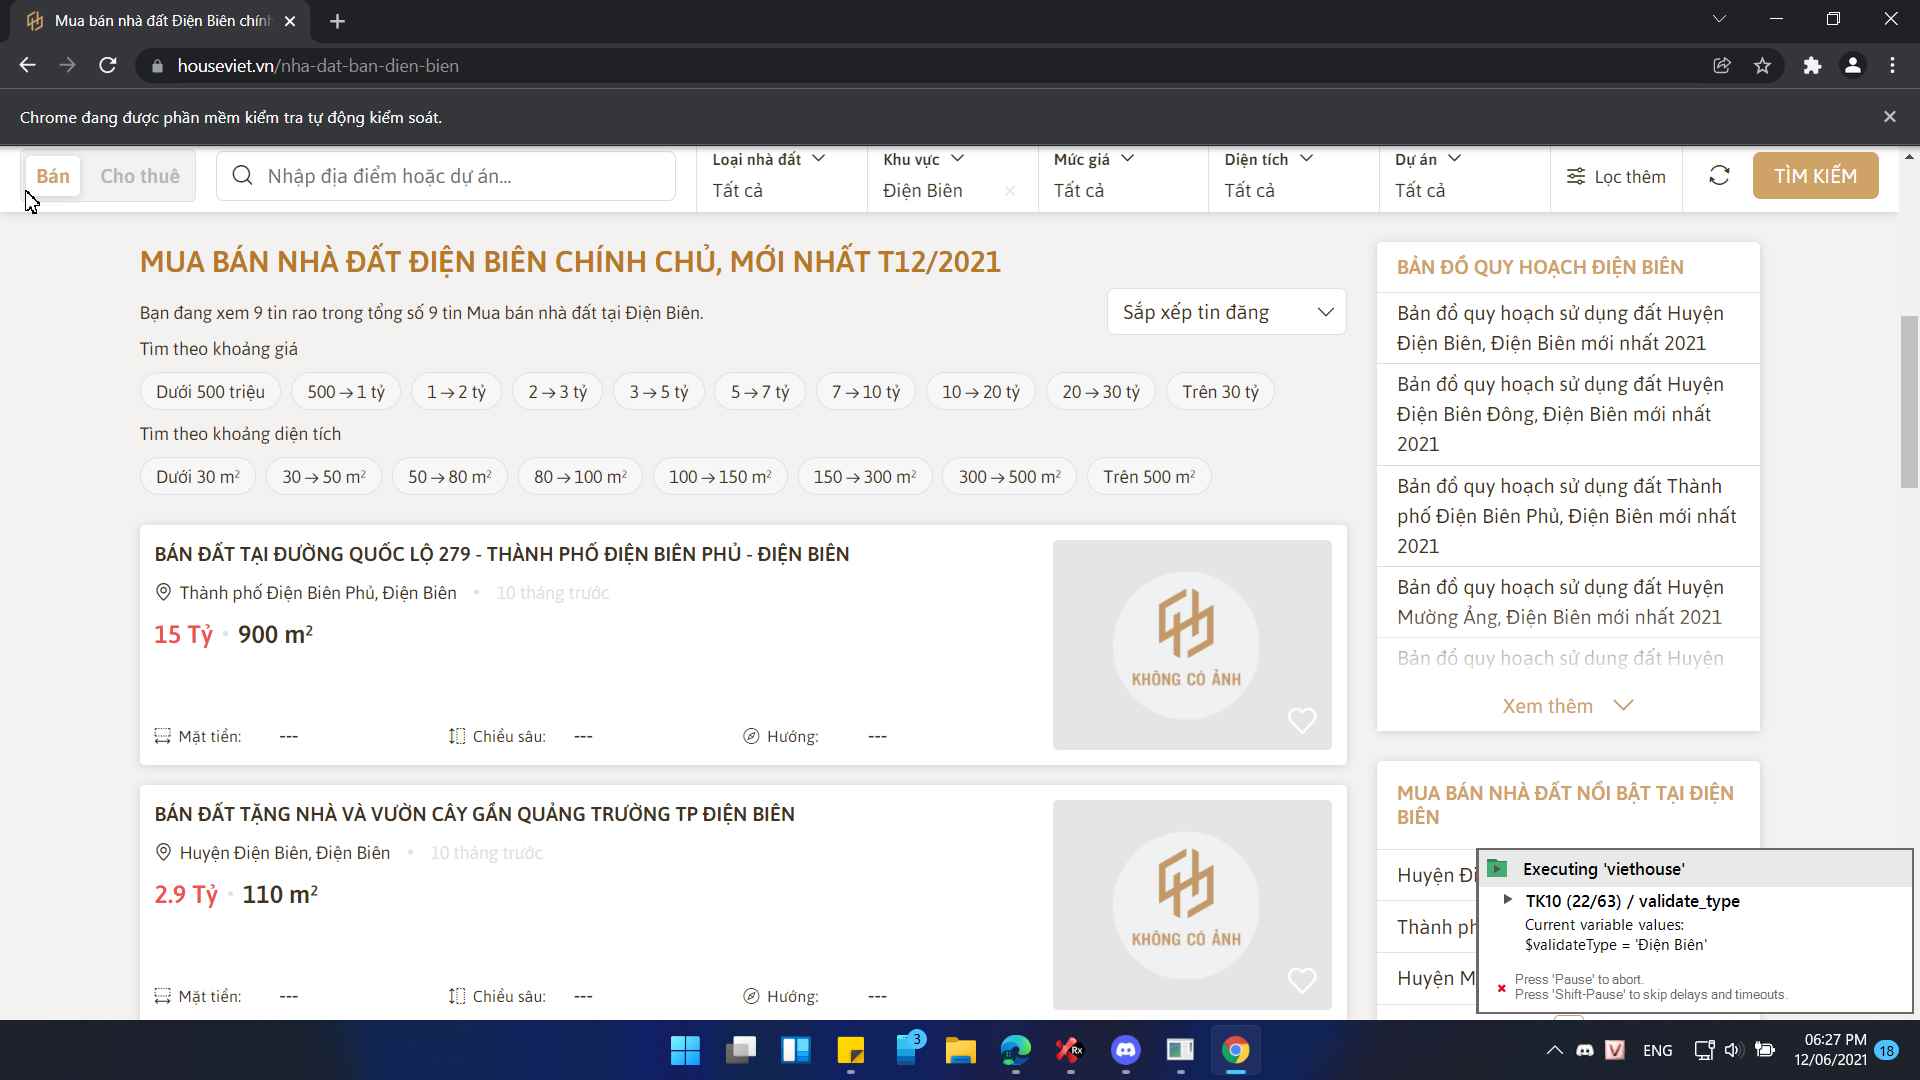 Mua bán nhà đất Điện Biên chính
houseviet.vn/nha-dat-ban-dien-bien
Chrome đang được phần mềm kiểm tra tự động kiểm soát.
Bán
Cho thuê
Nhập địa điểm hoặc dự án...
Loại nhà đất
Tất cả
Khu vực
Điện Biên
Mức giá
Tất cả
Diện tích
Tất cả
Dự án
Tất cả
Lọc thêm
TÌM KIẾM
MUA BÁN NHÀ ĐẤT ĐIỆN BIÊN CHÍNH CHỦ, MỚI NHẤT T12/2021
Bạn đang xem 9 tin rao trong tổng số 9 tin Mua bán nhà đất tại Điện Biên.
Sắp xếp tin đăng
Tìm theo khoảng giá
Dưới 500 triệu
500 → 1 tỷ
1 → 2 tỷ
2 → 3 tỷ
3 → 5 tỷ
5 → 7 tỷ
7 → 10 tỷ
10 → 20 tỷ
20 → 30 tỷ
Trên 30 tỷ
Tìm theo khoảng diện tích
Dưới 30 m²
30 → 50 m²
50 → 80 m²
80 → 100 m²
100 → 150 m²
150 → 300 m²
300 → 500 m²
Trên 500 m²
BÁN ĐẤT TẠI ĐƯỜNG QUỐC LỘ 279 - THÀNH PHỐ ĐIỆN BIÊN PHỦ - ĐIỆN BIÊN
Thành phố Điện Biên Phủ, Điện Biên • 10 tháng trước
15 Tỷ • 900 m²
Mặt tiền: ---
Chiều sâu: ---
Hướng: ---
KHÔNG CÓ ẢNH
BÁN ĐẤT TẶNG NHÀ VÀ VƯỜN CÂY GẦN QUẢNG TRƯỜNG TP ĐIỆN BIÊN
Huyện Điện Biên, Điện Biên • 10 tháng trước
2.9 Tỷ • 110 m²
Mặt tiền: ---
Chiều sâu: ---
Hướng: ---
KHÔNG CÓ ẢNH
BẢN ĐỒ QUY HOẠCH ĐIỆN BIÊN
Bản đồ quy hoạch sử dụng đất Huyện
Điện Biên, Điện Biên mới nhất 2021
Bản đồ quy hoạch sử dụng đất Huyện
Điện Biên Đông, Điện Biên mới nhất
2021
Bản đồ quy hoạch sử dụng đất Thành
phố Điện Biên Phủ, Điện Biên mới nhất
2021
Bản đồ quy hoạch sử dụng đất Huyện
Mường Ảng, Điện Biên mới nhất 2021
Bản đồ quy hoạch sử dụng đất Huyện
Xem thêm
MUA BÁN NHÀ ĐẤT NỔI BẬT TẠI ĐIỆN
BIÊN
Huyện Đi
Thành ph
Huyện M
Executing 'viethouse'
TK10 (22/63) / validate_type
Current variable values:
$validateType = 'Điện Biên'
Press 'Pause' to abort.
Press 'Shift-Pause' to skip delays and timeouts.
3
Rx
V
ENG
06:27 PM
12/06/2021
18